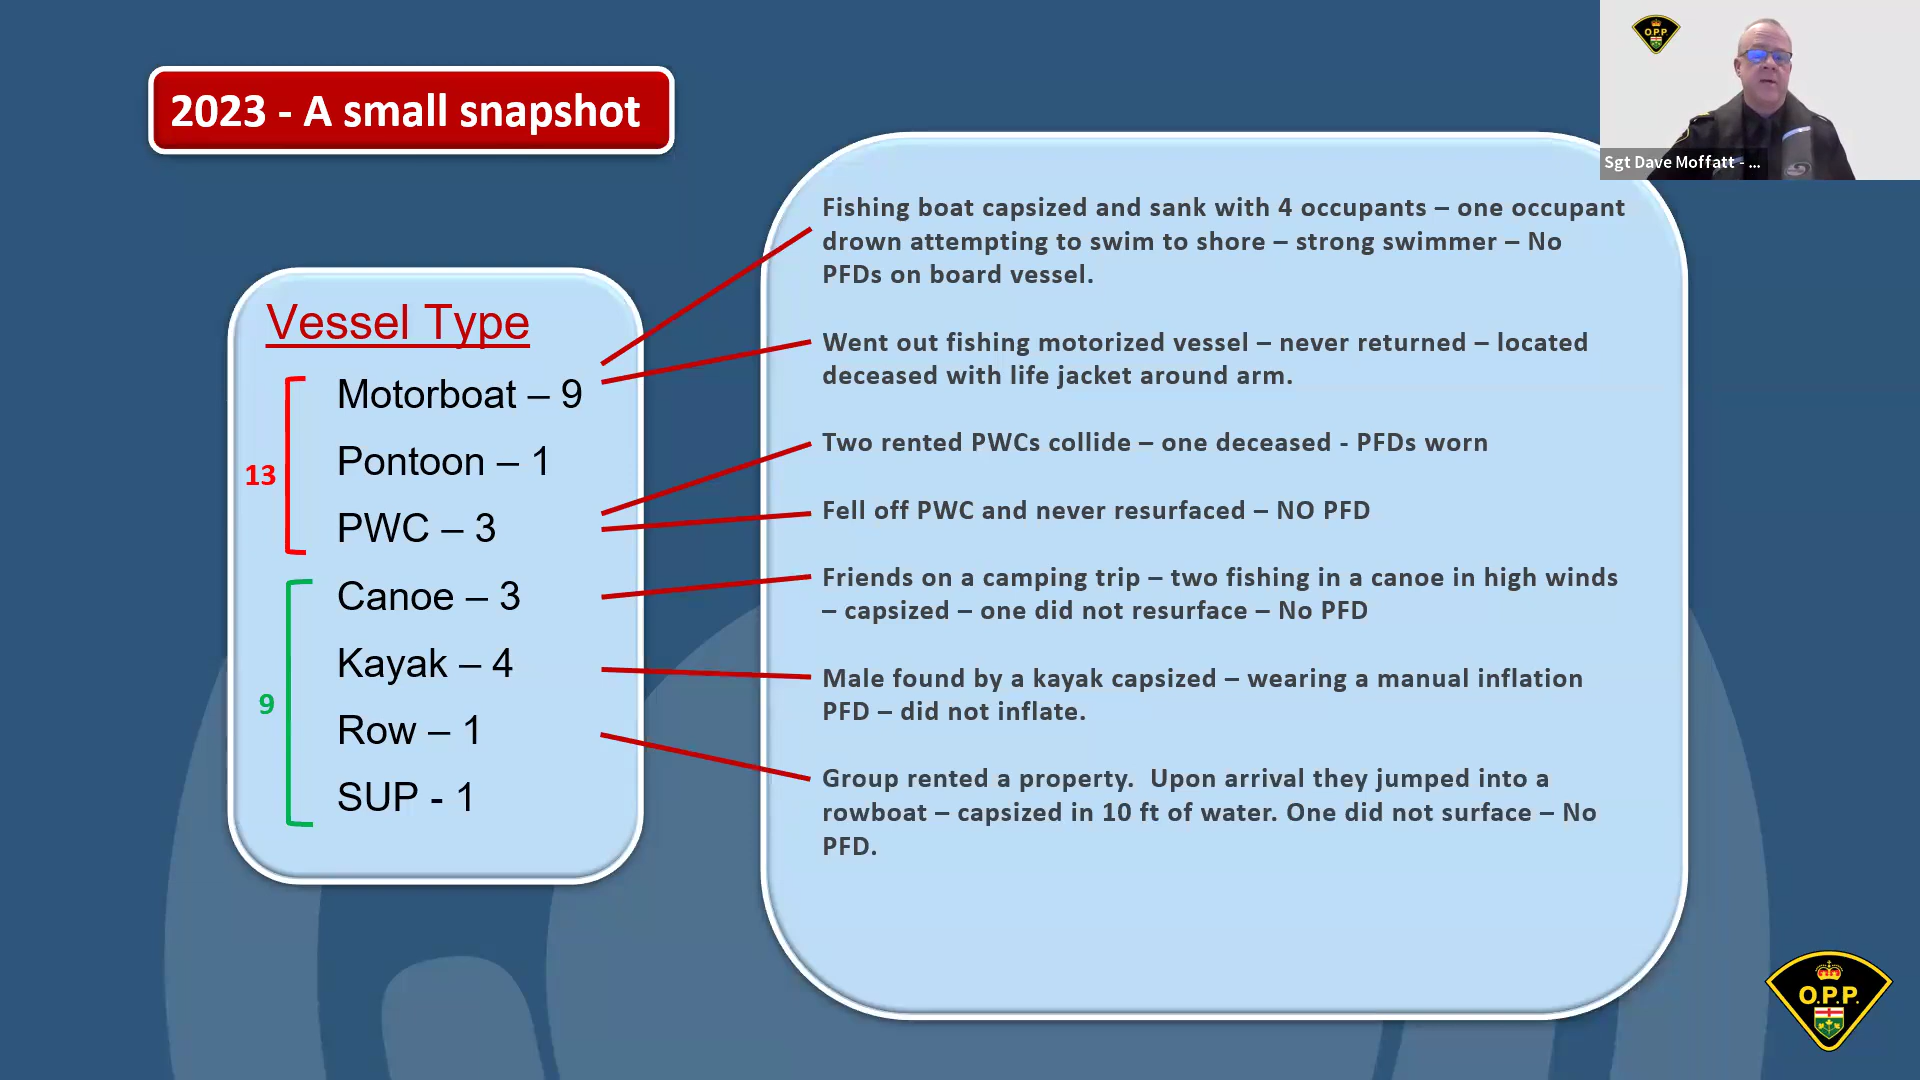 2023 - A small snapshot
O.P.P.
Sgt Dave Moffatt - ...
Vessel Type
Motorboat – 9
Pontoon – 1
PWC – 3
13
Canoe – 3
Kayak – 4
Row – 1
SUP - 1
9
Fishing boat capsized and sank with 4 occupants – one occupant
drown attempting to swim to shore – strong swimmer – No
PFDs on board vessel.
Went out fishing motorized vessel – never returned – located
deceased with life jacket around arm.
Two rented PWCs collide – one deceased - PFDs worn
Fell off PWC and never resurfaced – NO PFD
Friends on a camping trip – two fishing in a canoe in high winds
– capsized – one did not resurface – No PFD
Male found by a kayak capsized – wearing a manual inflation
PFD – did not inflate.
Group rented a property.  Upon arrival they jumped into a
rowboat – capsized in 10 ft of water. One did not surface – No
PFD.
O.P.P.